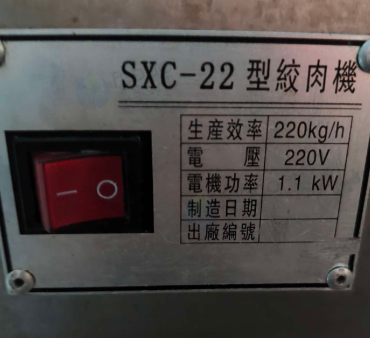 SXC-22型絞肉機
生産效率 220kg/h
電壓 220V
電機功率 1.1 kW
制造日期
出廠編號